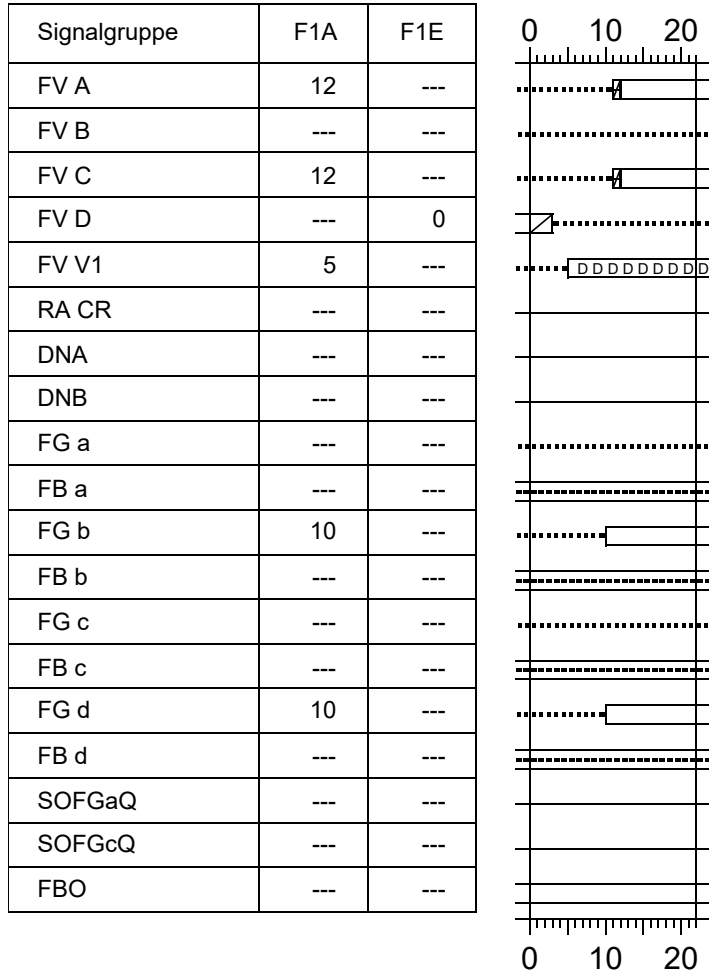 Signalgruppe F1A F1E 0 10 20
FV A 12 ---
FV B --- ---
FV C 12 ---
FV D --- 0
FV V1 5 --- D D D D D D D D D
RA CR --- ---
DNA --- ---
DNB --- ---
FG a --- ---
FB a --- ---
FG b 10 ---
FB b --- ---
FG c --- ---
FB c --- ---
FG d 10 ---
FB d --- ---
SOFGaQ --- ---
SOFGcQ --- ---
FBO --- ---
0 10 20